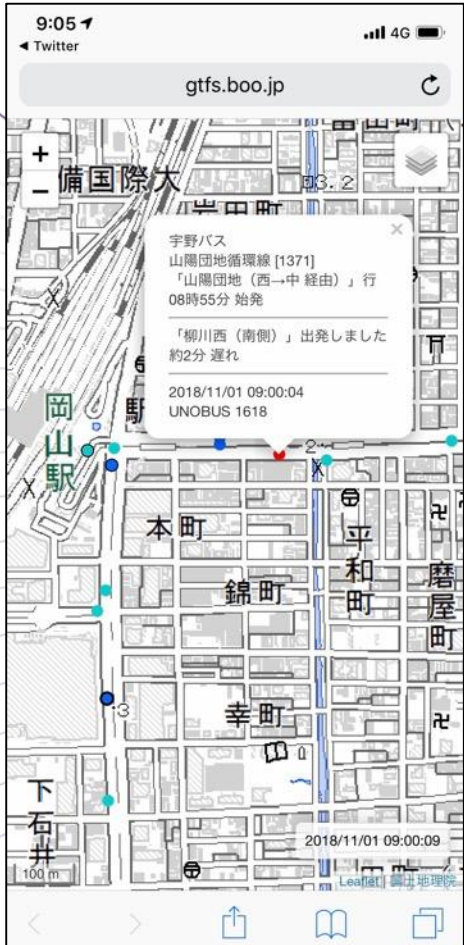 9:05
4G
◀ Twitter
gtfs.boo.jp
+
−
備国際大
3.2
岩田町
×
宇野バス
山陽団地循環線 [1371]
「山陽団地（西→中 経由）」行
08時55分 始発
「柳川西（南側）」出発しました
約2分 遅れ
2018/11/01 09:00:04
UNOBUS 1618
駅
岡山駅
本町
平和町
磨屋町
錦町
幸町
下石井
2018/11/01 09:00:09
100 m
Leaflet | 国土地理院